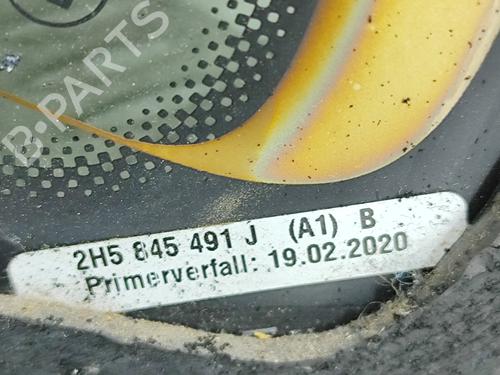 B-PARTS
2H5 845 491 J (A1) B
Primerverfall: 19.02.2020